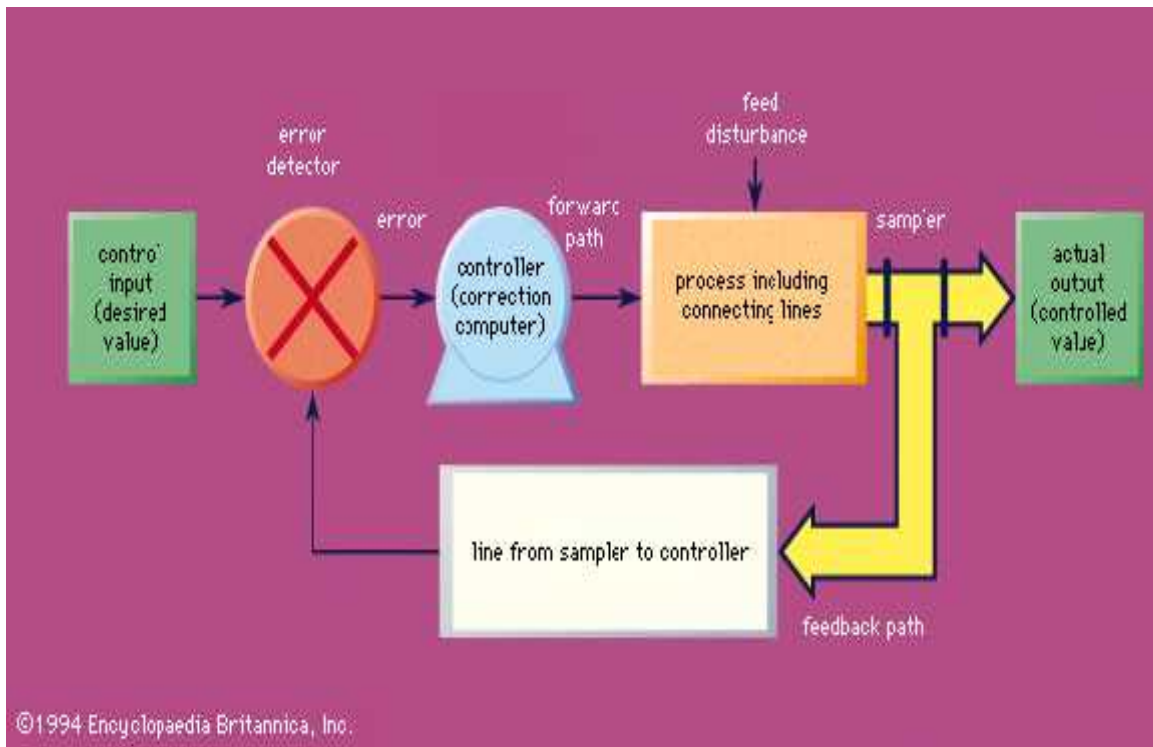 error
detector
feed
disturbance
control
input
(desired
value)
error
controller
(correction
computer)
forward
path
process including
connecting lines
sampler
actual
output
(controlled
value)
line from sampler to controller
feedback path
©1994 Encyclopaedia Britannica, Inc.